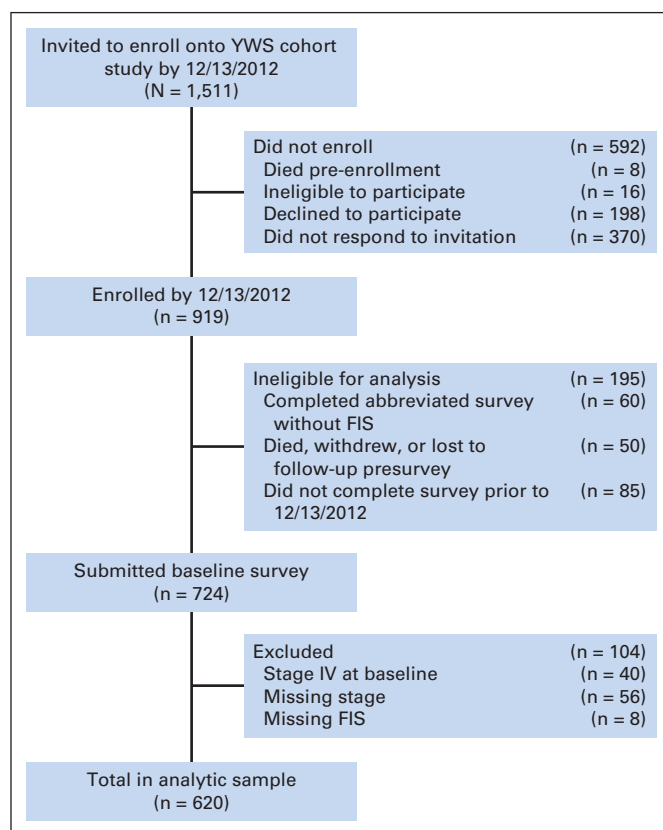 Invited to enroll onto YWS cohort
study by 12/13/2012
(N = 1,511)
Did not enroll (n = 592)
Died pre-enrollment (n = 8)
Ineligible to participate (n = 16)
Declined to participate (n = 198)
Did not respond to invitation (n = 370)
Enrolled by 12/13/2012
(n = 919)
Ineligible for analysis (n = 195)
Completed abbreviated survey (n = 60)
without FIS
Died, withdrew, or lost to (n = 50)
follow-up presurvey
Did not complete survey prior to (n = 85)
12/13/2012
Submitted baseline survey
(n = 724)
Excluded (n = 104)
Stage IV at baseline (n = 40)
Missing stage (n = 56)
Missing FIS (n = 8)
Total in analytic sample
(n = 620)